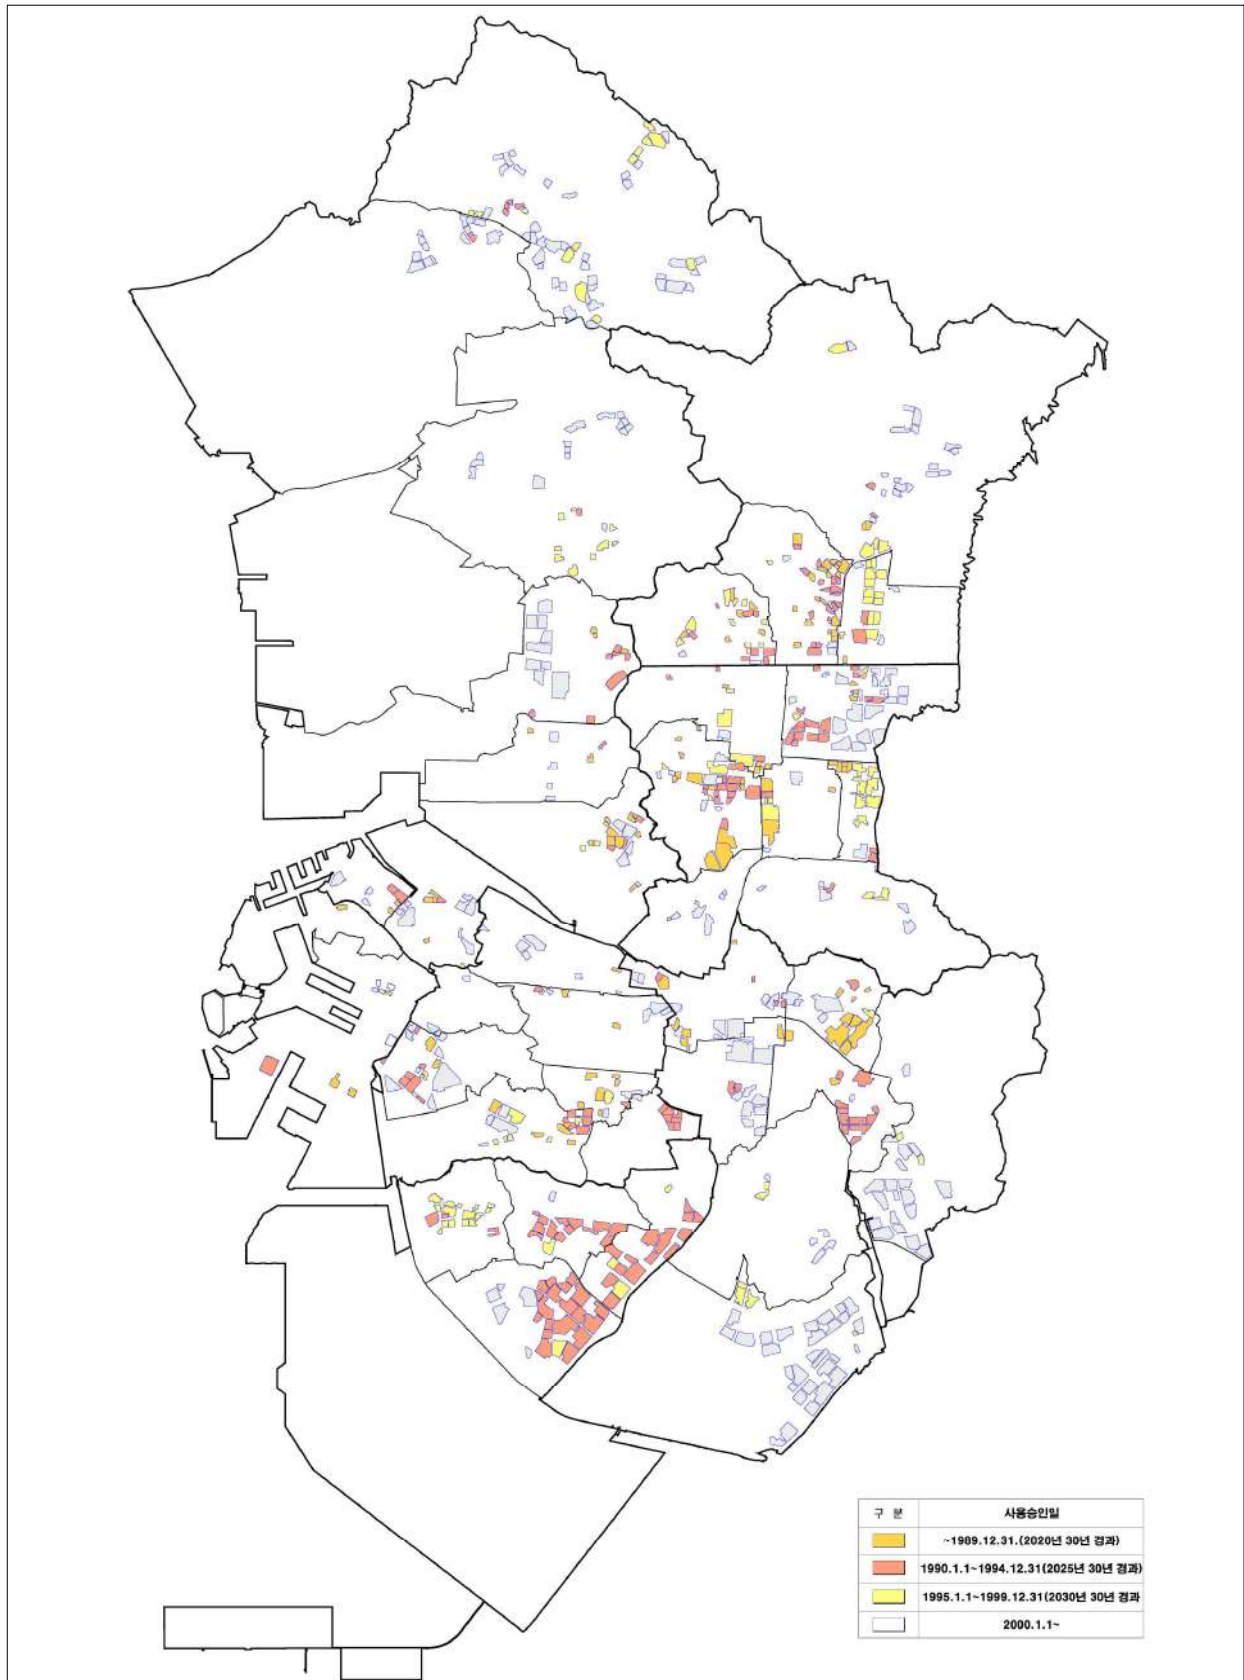 구 분 사용승인일
~1989.12.31.(2020년 30년 경과)
1990.1.1~1994.12.31(2025년 30년 경과)
1995.1.1~1999.12.31(2030년 30년 경과
2000.1.1~